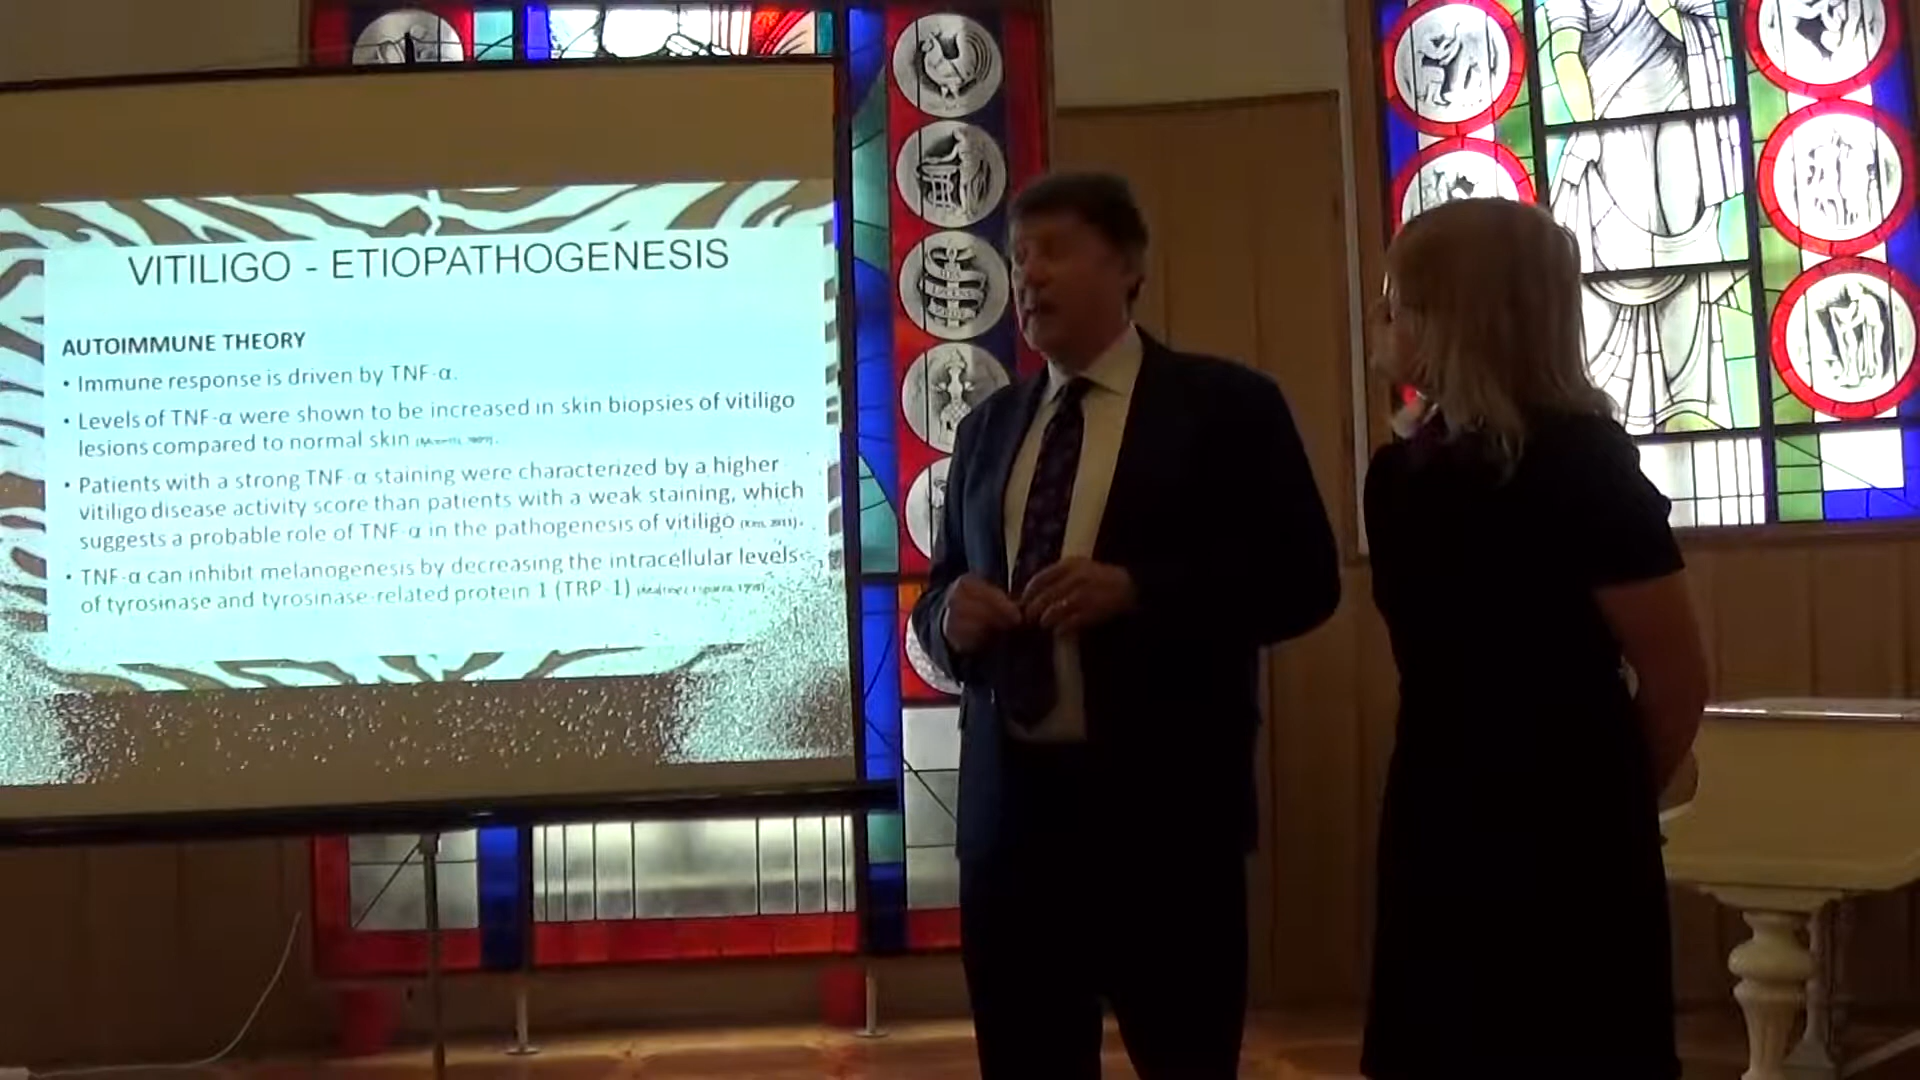 VITILIGO - ETIOPATHOGENESIS
AUTOIMMUNE THEORY
• Immune response is driven by TNF-α.
• Levels of TNF-α were shown to be increased in skin biopsies of vitiligo
lesions compared to normal skin
• Patients with a strong TNF-α staining were characterized by a higher
vitiligo disease activity score than patients with a weak staining, which
suggests a probable role of TNF-α in the pathogenesis of vitiligo
• TNF-α can inhibit melanogenesis by decreasing the intracellular levels
of tyrosinase and tyrosinase-related protein 1 (TRP-1)